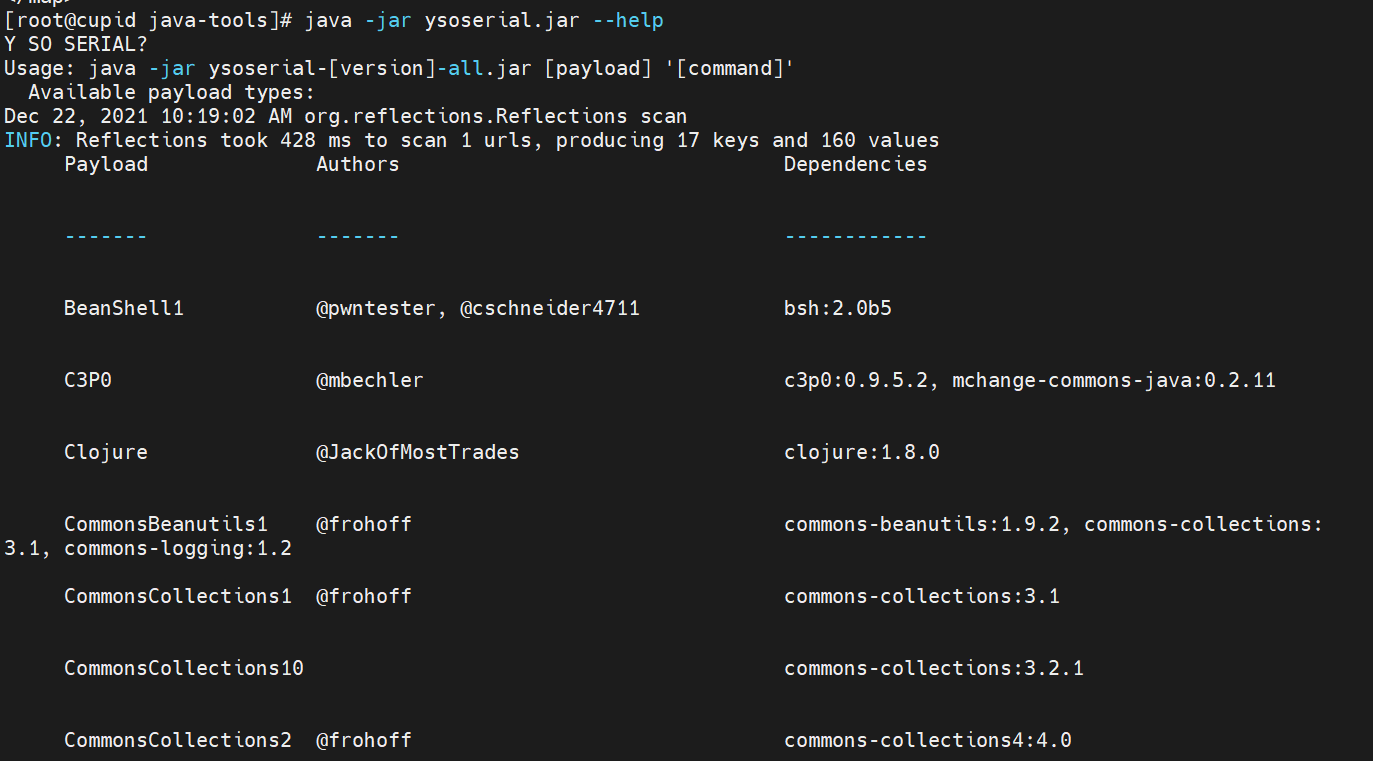 [root@cupid java-tools]# java -jar ysoserial.jar --help
Y SO SERIAL?
Usage: java -jar ysoserial-[version]-all.jar [payload] '[command]'
  Available payload types:
Dec 22, 2021 10:19:02 AM org.reflections.Reflections scan
INFO: Reflections took 428 ms to scan 1 urls, producing 17 keys and 160 values
     Payload              Authors                                Dependencies
     -------              -------                                ------------
     BeanShell1           @pwntester, @cschneider4711            bsh:2.0b5
     C3P0                 @mbechler                              c3p0:0.9.5.2, mchange-commons-java:0.2.11
     Clojure              @JackOfMostTrades                      clojure:1.8.0
     CommonsBeanutils1    @frohoff                               commons-beanutils:1.9.2, commons-collections:
3.1, commons-logging:1.2
     CommonsCollections1  @frohoff                               commons-collections:3.1
     CommonsCollections10                                        commons-collections:3.2.1
     CommonsCollections2  @frohoff                               commons-collections4:4.0